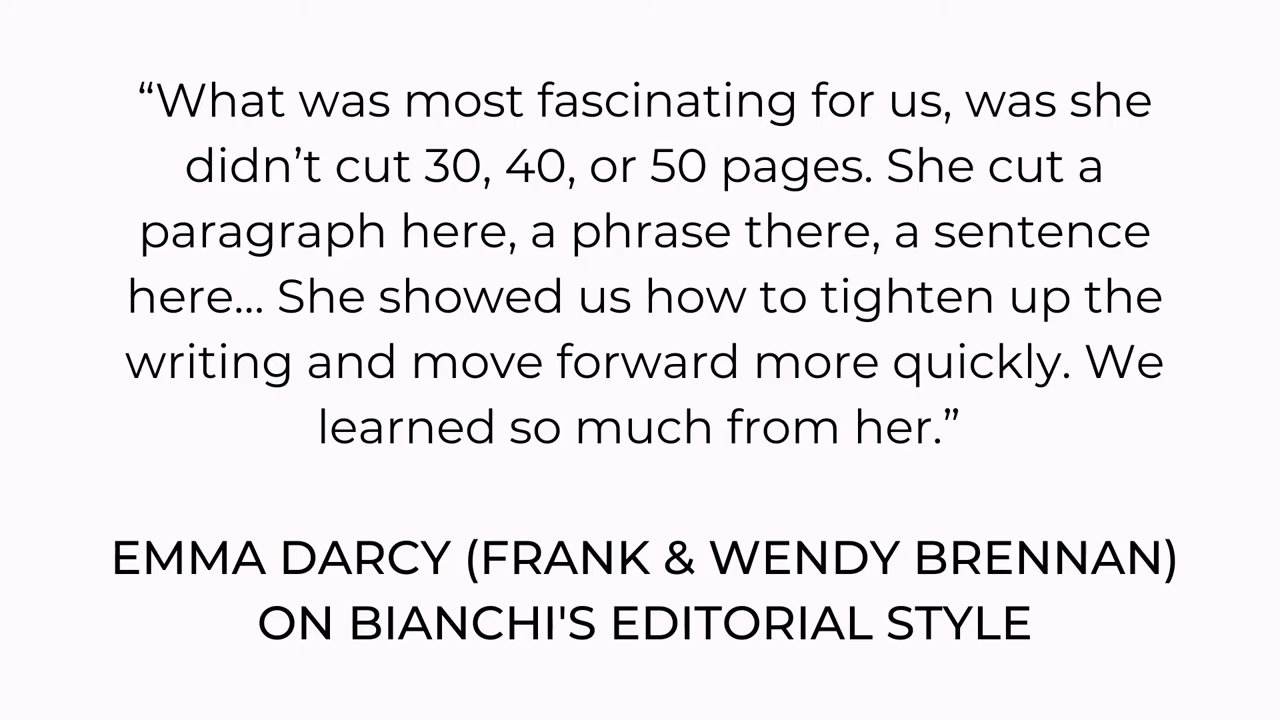 “What was most fascinating for us, was she
didn’t cut 30, 40, or 50 pages. She cut a
paragraph here, a phrase there, a sentence
here... She showed us how to tighten up the
writing and move forward more quickly. We
learned so much from her.”
EMMA DARCY (FRANK & WENDY BRENNAN)
ON BIANCHI'S EDITORIAL STYLE